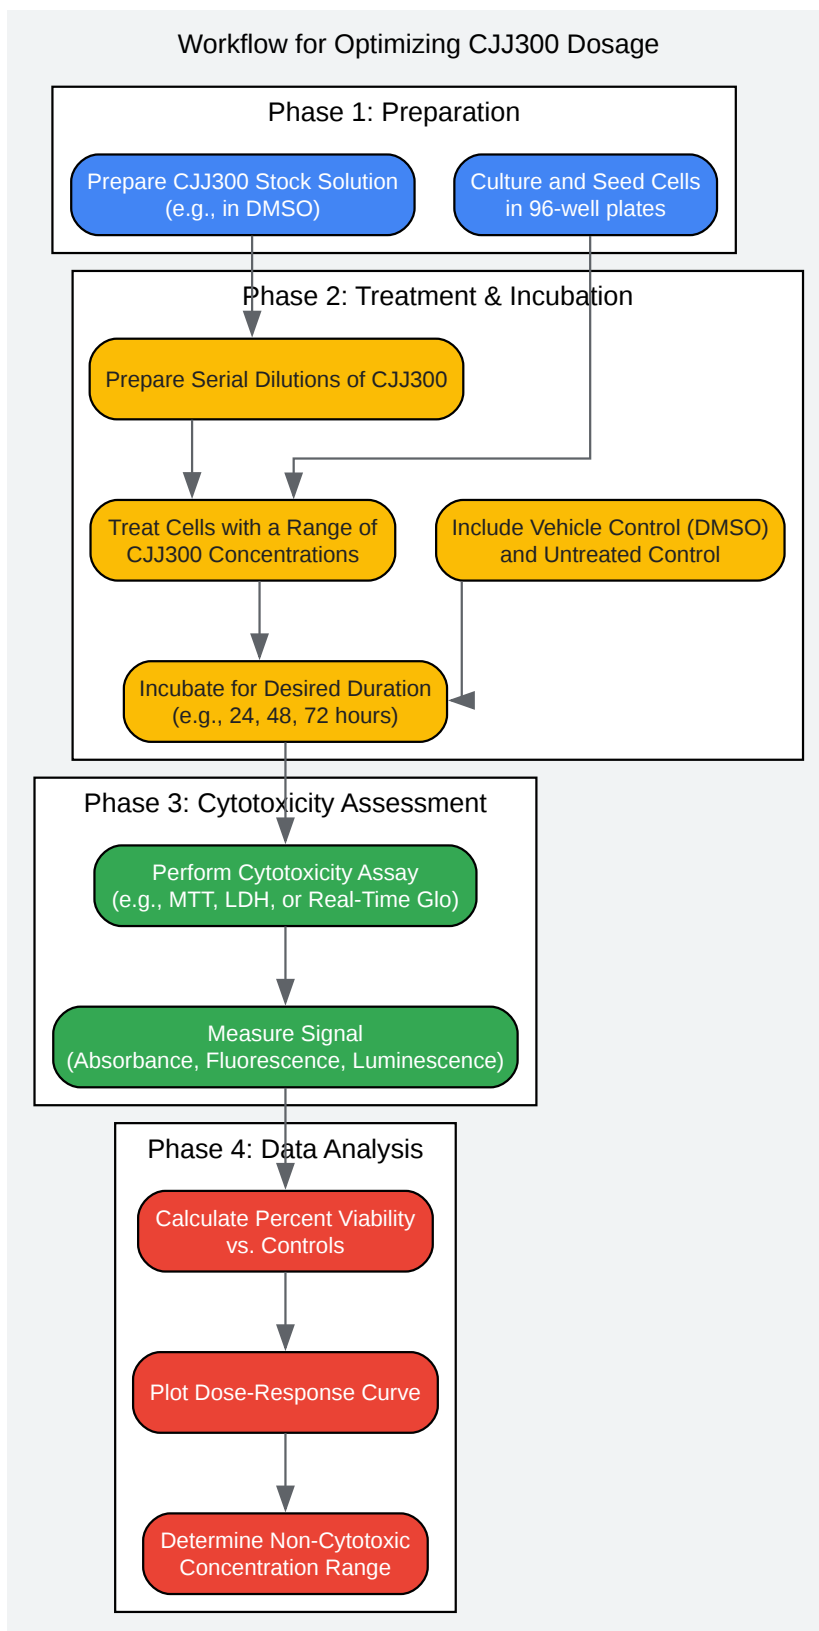 Workflow for Optimizing CJJ300 Dosage
Phase 1: Preparation
Prepare CJJ300 Stock Solution
(e.g., in DMSO)
Culture and Seed Cells
in 96-well plates
Phase 2: Treatment & Incubation
Prepare Serial Dilutions of CJJ300
Treat Cells with a Range of
CJJ300 Concentrations
Include Vehicle Control (DMSO)
and Untreated Control
Incubate for Desired Duration
(e.g., 24, 48, 72 hours)
Phase 3: Cytotoxicity Assessment
Perform Cytotoxicity Assay
(e.g., MTT, LDH, or Real-Time Glo)
Measure Signal
(Absorbance, Fluorescence, Luminescence)
Phase 4: Data Analysis
Calculate Percent Viability
vs. Controls
Plot Dose-Response Curve
Determine Non-Cytotoxic
Concentration Range